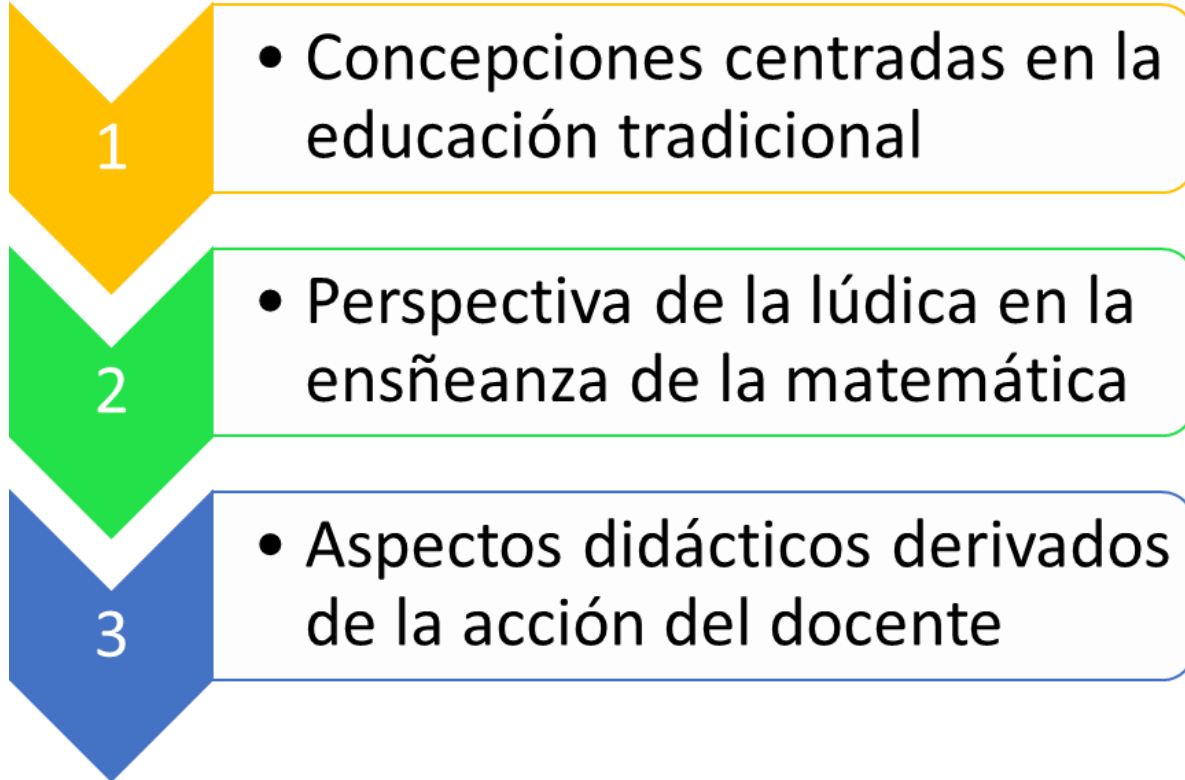 1
• Concepciones centradas en la
educación tradicional
2
• Perspectiva de la lúdica en la
ensñeanza de la matemática
3
• Aspectos didácticos derivados
de la acción del docente